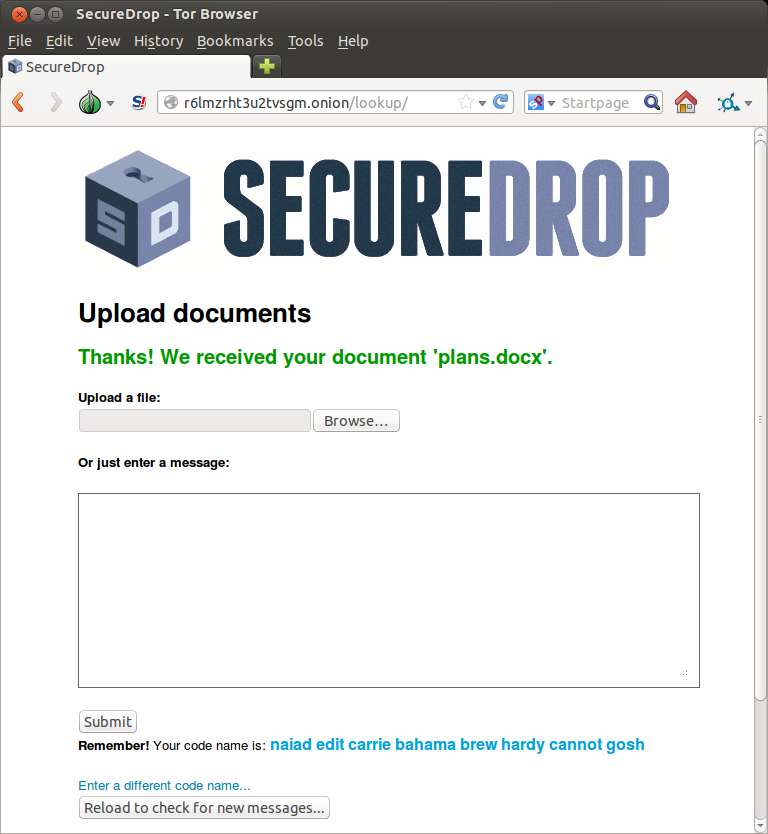 SecureDrop - Tor Browser
File Edit View History Bookmarks Tools Help
SecureDrop
S! r6lmzrht3u2tvsgm.onion/lookup/ Startpage
S D SECUREDROP
Upload documents
Thanks! We received your document 'plans.docx'.
Upload a file:
Browse...
Or just enter a message:
Submit
Remember! Your code name is: naiad edit carrie bahama brew hardy cannot gosh
Enter a different code name...
Reload to check for new messages...